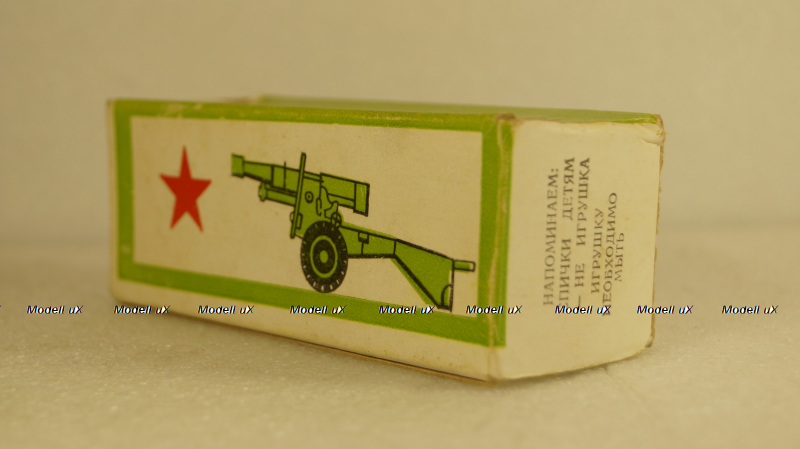 НАПОМИНАЕМ:
СПИЧКИ ДЕТЯМ
— НЕ ИГРУШКА
ИГРУШКУ
НЕОБХОДИМО
МЫТЬ
Modell uX Modell uX Modell uX Modell uX Modell uX Modell uX Modell uX Modell uX Modell uX